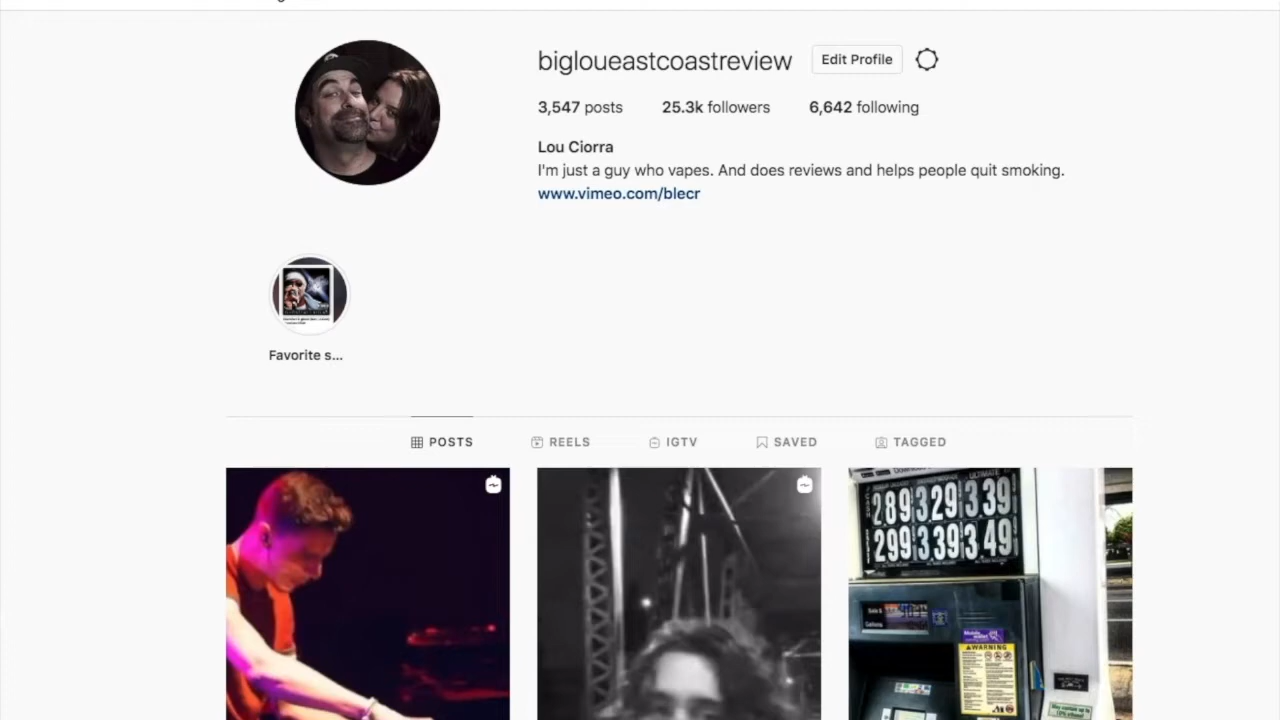 bigloueastcoastreview Edit Profile
3,547 posts 25.3k followers 6,642 following
Lou Ciorra
I'm just a guy who vapes. And does reviews and helps people quit smoking.
www.vimeo.com/blecr
Favorite s...
POSTS REELS IGTV SAVED TAGGED
ULTIMATE
289 329 339
299 339 349
WARNING